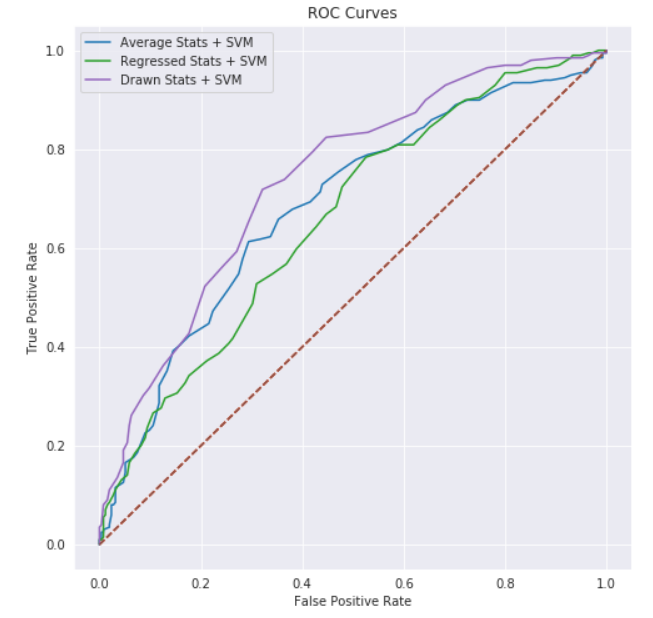 ROC Curves
Average Stats + SVM
Regressed Stats + SVM
Drawn Stats + SVM
1.0
0.8
0.6
0.4
0.2
0.0
True Positive Rate
0.0 0.2 0.4 0.6 0.8 1.0
False Positive Rate